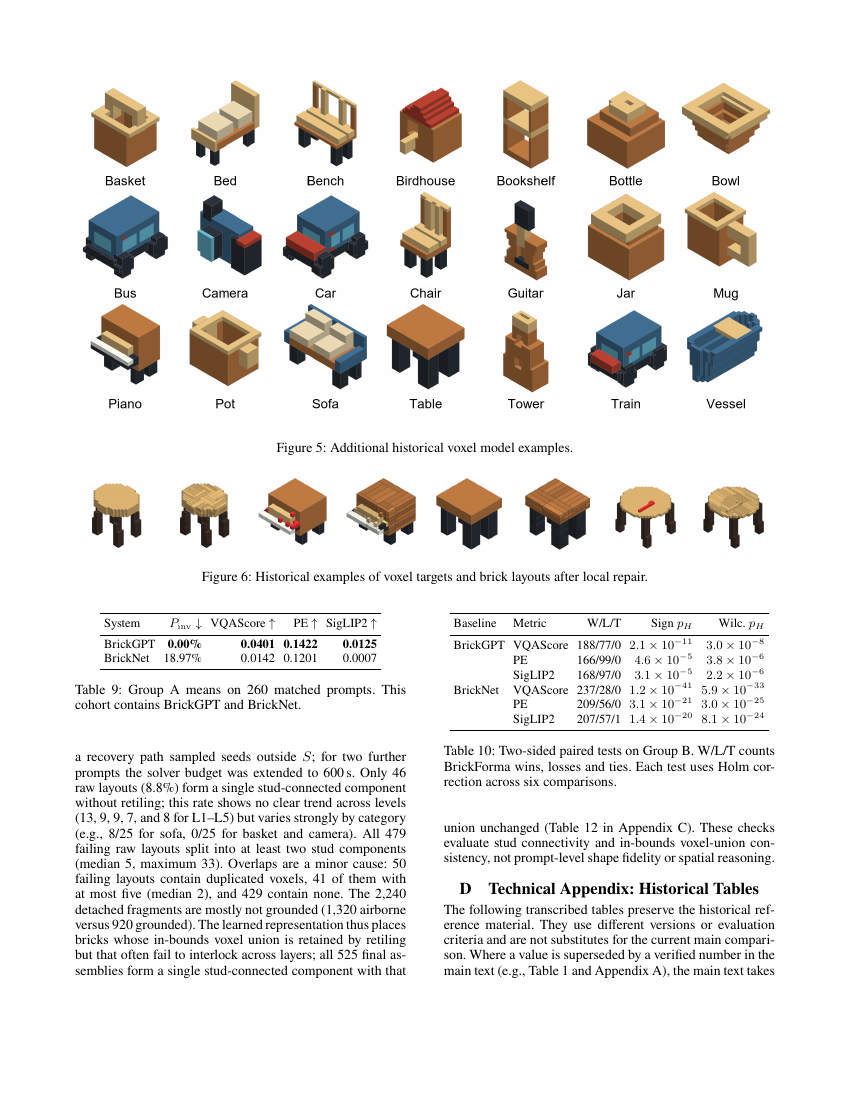 Basket Bed Bench Birdhouse Bookshelf Bottle Bowl
Bus Camera Car Chair Guitar Jar Mug
Piano Pot Sofa Table Tower Train Vessel
Figure 5: Additional historical voxel model examples.
Figure 6: Historical examples of voxel targets and brick layouts after local repair.
System P_inv ↓ VQAScore ↑ PE ↑ SigLIP2 ↑
BrickGPT 0.00% 0.0401 0.1422 0.0125
BrickNet 18.97% 0.0142 0.1201 0.0007
Table 9: Group A means on 260 matched prompts. This
cohort contains BrickGPT and BrickNet.
a recovery path sampled seeds outside S; for two further
prompts the solver budget was extended to 600 s. Only 46
raw layouts (8.8%) form a single stud-connected component
without retiling; this rate shows no clear trend across levels
(13, 9, 9, 7, and 8 for L1–L5) but varies strongly by category
(e.g., 8/25 for sofa, 0/25 for basket and camera). All 479
failing raw layouts split into at least two stud components
(median 5, maximum 33). Overlaps are a minor cause: 50
failing layouts contain duplicated voxels, 41 of them with
at most five (median 2), and 429 contain none. The 2,240
detached fragments are mostly not grounded (1,320 airborne
versus 920 grounded). The learned representation thus places
bricks whose in-bounds voxel union is retained by retiling
but that often fail to interlock across layers; all 525 final as-
semblies form a single stud-connected component with that
Baseline Metric W/L/T Sign p_H Wilc. p_H
BrickGPT VQAScore 188/77/0 2.1 × 10^−11 3.0 × 10^−8
PE 166/99/0 4.6 × 10^−5 3.8 × 10^−6
SigLIP2 168/97/0 3.1 × 10^−5 2.2 × 10^−6
BrickNet VQAScore 237/28/0 1.2 × 10^−41 5.9 × 10^−33
PE 209/56/0 3.1 × 10^−21 3.0 × 10^−25
SigLIP2 207/57/1 1.4 × 10^−20 8.1 × 10^−24
Table 10: Two-sided paired tests on Group B. W/L/T counts
BrickForma wins, losses and ties. Each test uses Holm cor-
rection across six comparisons.
union unchanged (Table 12 in Appendix C). These checks
evaluate stud connectivity and in-bounds voxel-union con-
sistency, not prompt-level shape fidelity or spatial reasoning.
D Technical Appendix: Historical Tables
The following transcribed tables preserve the historical ref-
erence material. They use different versions or evaluation
criteria and are not substitutes for the current main compari-
son. Where a value is superseded by a verified number in the
main text (e.g., Table 1 and Appendix A), the main text takes